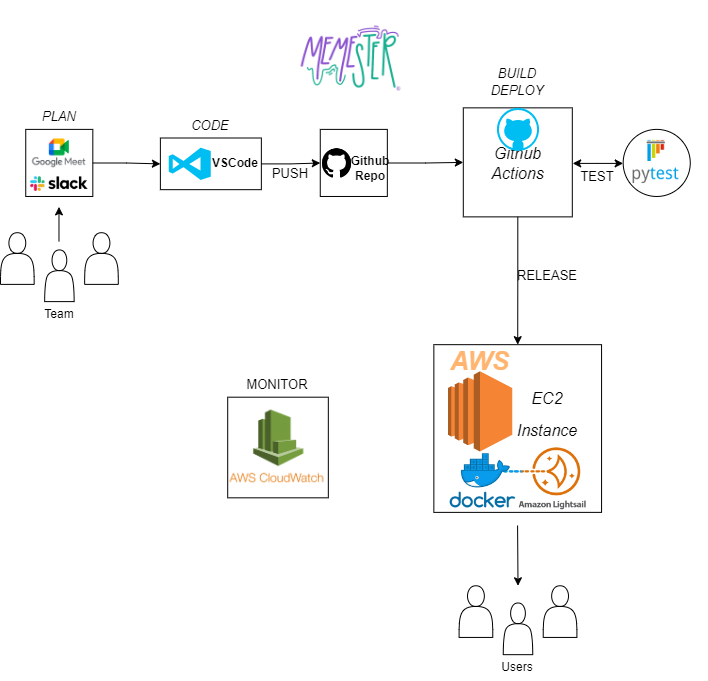 MEMESTER
PLAN
Google Meet
slack
CODE
VSCode
PUSH
Github
Repo
BUILD
DEPLOY
Github
Actions
TEST
pytest
Team
RELEASE
MONITOR
AWS CloudWatch
AWS
EC2
Instance
docker
Amazon Lightsail
Users